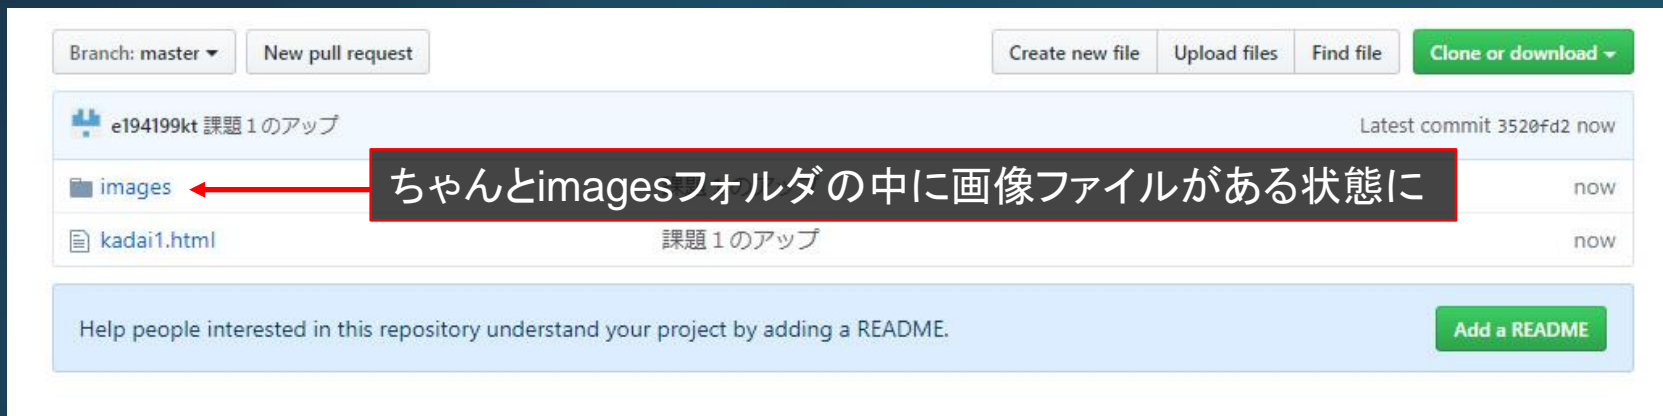 Branch: master New pull request Create new file Upload files Find file Clone or download
e194199kt 課題1のアップ Latest commit 3520fd2 now
images ちゃんとimagesフォルダの中に画像ファイルがある状態に now
kadai1.html 課題1のアップ now
Help people interested in this repository understand your project by adding a README. Add a README